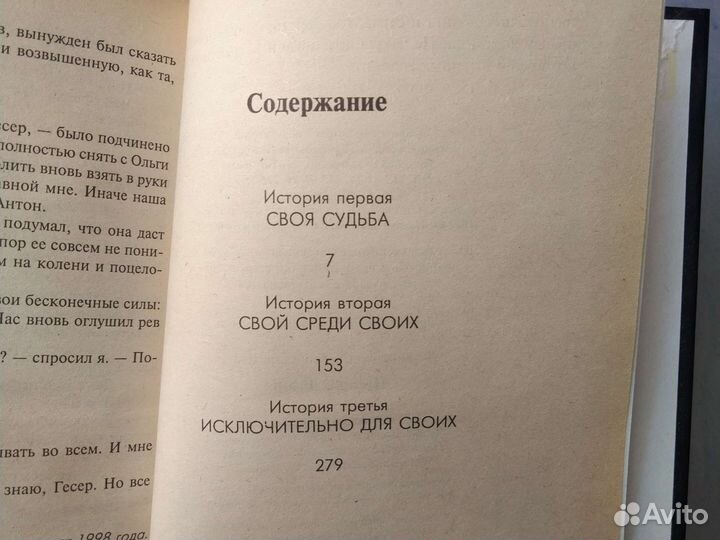 , вынужден был сказать
и возвышенную, как та,
сер, — было подчинено
полностью снять с Ольги
лить вновь взять в руки
авной мне. Иначе наша
Антон.
подумал, что она даст
пор ее совсем не пони-
м на колени и поцело-
вои бесконечные силы:
Нас вновь оглушил рев
? — спросил я. — По-
вать во всем. И мне
знаю, Гесер. Но все
1998 года.
Содержание
История первая
СВОЯ СУДЬБА
7
История вторая
СВОЙ СРЕДИ СВОИХ
153
История третья
ИСКЛЮЧИТЕЛЬНО ДЛЯ СВОИХ
279
Avito